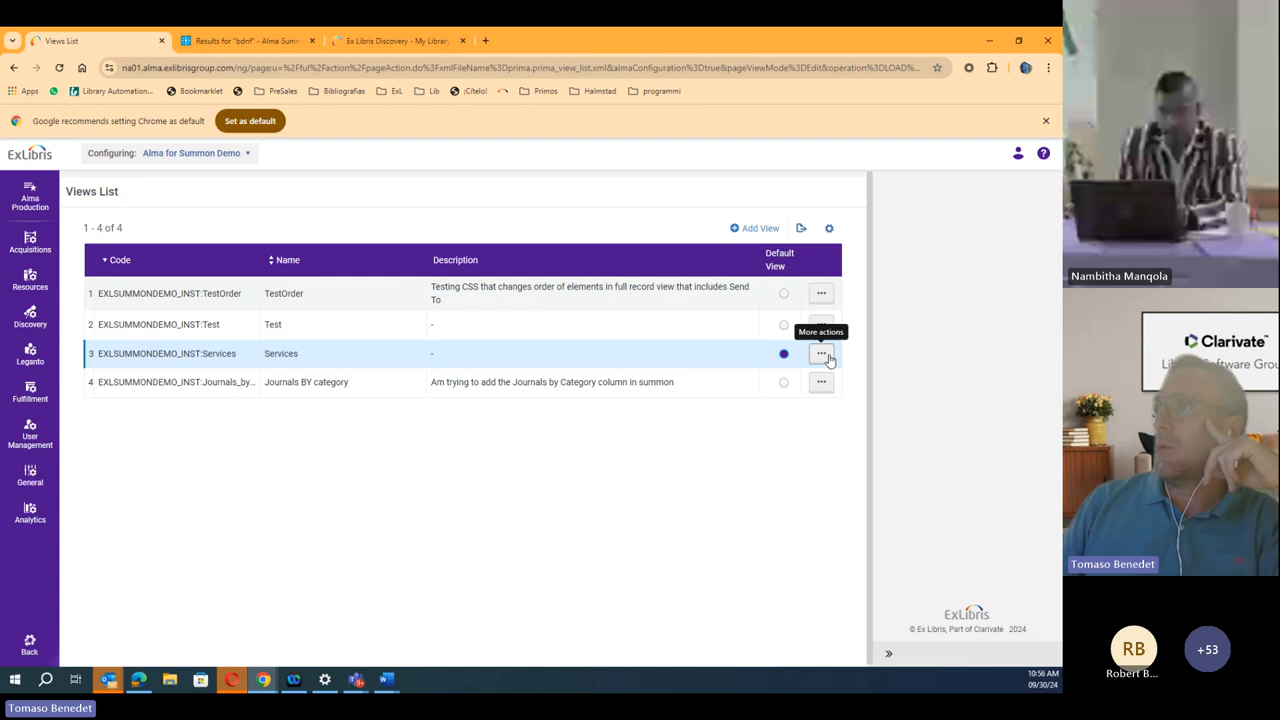 Views List
Results for "bdnf" - Alma Sum
Ex Libris Discovery - My Library
na01.alma.exlibrisgroup.com/ng/page;u=%2Ful%2Faction%2FpageAction.do%3FxmlFileName%3Dprima.prima_view_list.xml&almaConfiguration%3Dtrue&pageViewMode%3DEdit&operation%3DLOAD...
Apps
Library Automation...
Bookmarklet
PreSales
Bibliografias
ExL
Lib
¡Cítelo!
Primos
Halmstad
programmi
Google recommends setting Chrome as default
Set as default
ExLibris
Configuring: Alma for Summon Demo
Alma
Production
Acquisitions
Resources
Discovery
Leganto
Fulfillment
User
Management
General
Analytics
Back
Views List
1 - 4 of 4
Add View
Code
Name
Description
Default
View
1 EXLSUMMONDEMO_INST:TestOrder TestOrder Testing CSS that changes order of elements in full record view that includes Send
To
2 EXLSUMMONDEMO_INST:Test Test -
More actions
3 EXLSUMMONDEMO_INST:Services Services -
4 EXLSUMMONDEMO_INST:Journals_by... Journals BY category Am trying to add the Journals by Category column in summon
ExLibris
© Ex Libris, Part of Clarivate 2024
10:56 AM
09/30/24
Tomaso Benedet
Nambitha Manqola
Clarivate
Software Grou
Tomaso Benedet
RB
Robert B...
+53